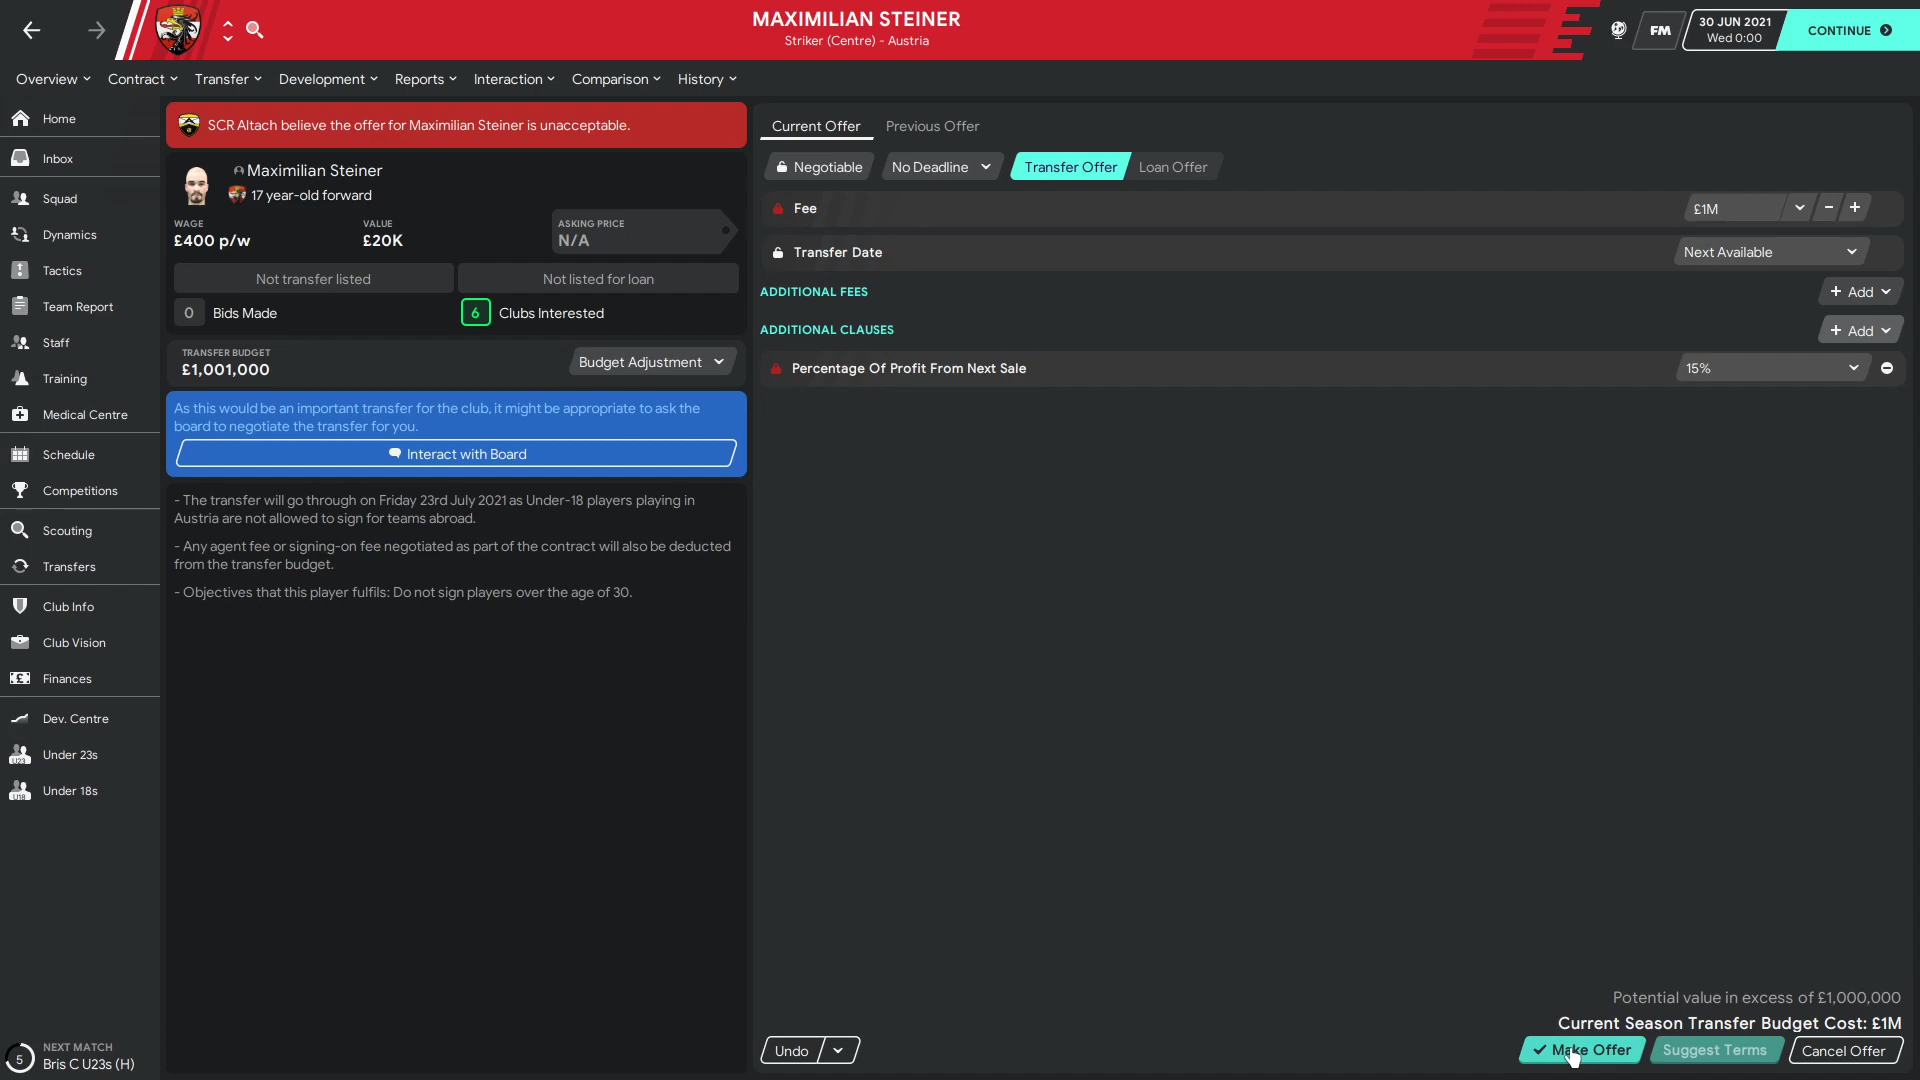 MAXIMILIAN STEINER
Striker (Centre) - Austria
FM
30 JUN 2021
Wed 0:00
CONTINUE
Overview
Contract
Transfer
Development
Reports
Interaction
Comparison
History
Home
Inbox
Squad
Dynamics
Tactics
Team Report
Staff
Training
Medical Centre
Schedule
Competitions
Scouting
Transfers
Club Info
Club Vision
Finances
Dev. Centre
U23
Under 23s
U18
Under 18s
5
NEXT MATCH
Bris C U23s (H)
SCR Altach believe the offer for Maximilian Steiner is unacceptable.
Maximilian Steiner
17 year-old forward
WAGE
£400 p/w
VALUE
£20K
ASKING PRICE
N/A
Not transfer listed
Not listed for loan
0 Bids Made
6 Clubs Interested
TRANSFER BUDGET
£1,001,000
Budget Adjustment
As this would be an important transfer for the club, it might be appropriate to ask the
board to negotiate the transfer for you.
Interact with Board
- The transfer will go through on Friday 23rd July 2021 as Under-18 players playing in
Austria are not allowed to sign for teams abroad.
- Any agent fee or signing-on fee negotiated as part of the contract will also be deducted
from the transfer budget.
- Objectives that this player fulfils: Do not sign players over the age of 30.
Current Offer
Previous Offer
Negotiable
No Deadline
Transfer Offer
Loan Offer
Fee
£1M
- +
Transfer Date
Next Available
ADDITIONAL FEES
+ Add
ADDITIONAL CLAUSES
+ Add
Percentage Of Profit From Next Sale
15%
Potential value in excess of £1,000,000
Current Season Transfer Budget Cost: £1M
Undo
Make Offer
Suggest Terms
Cancel Offer